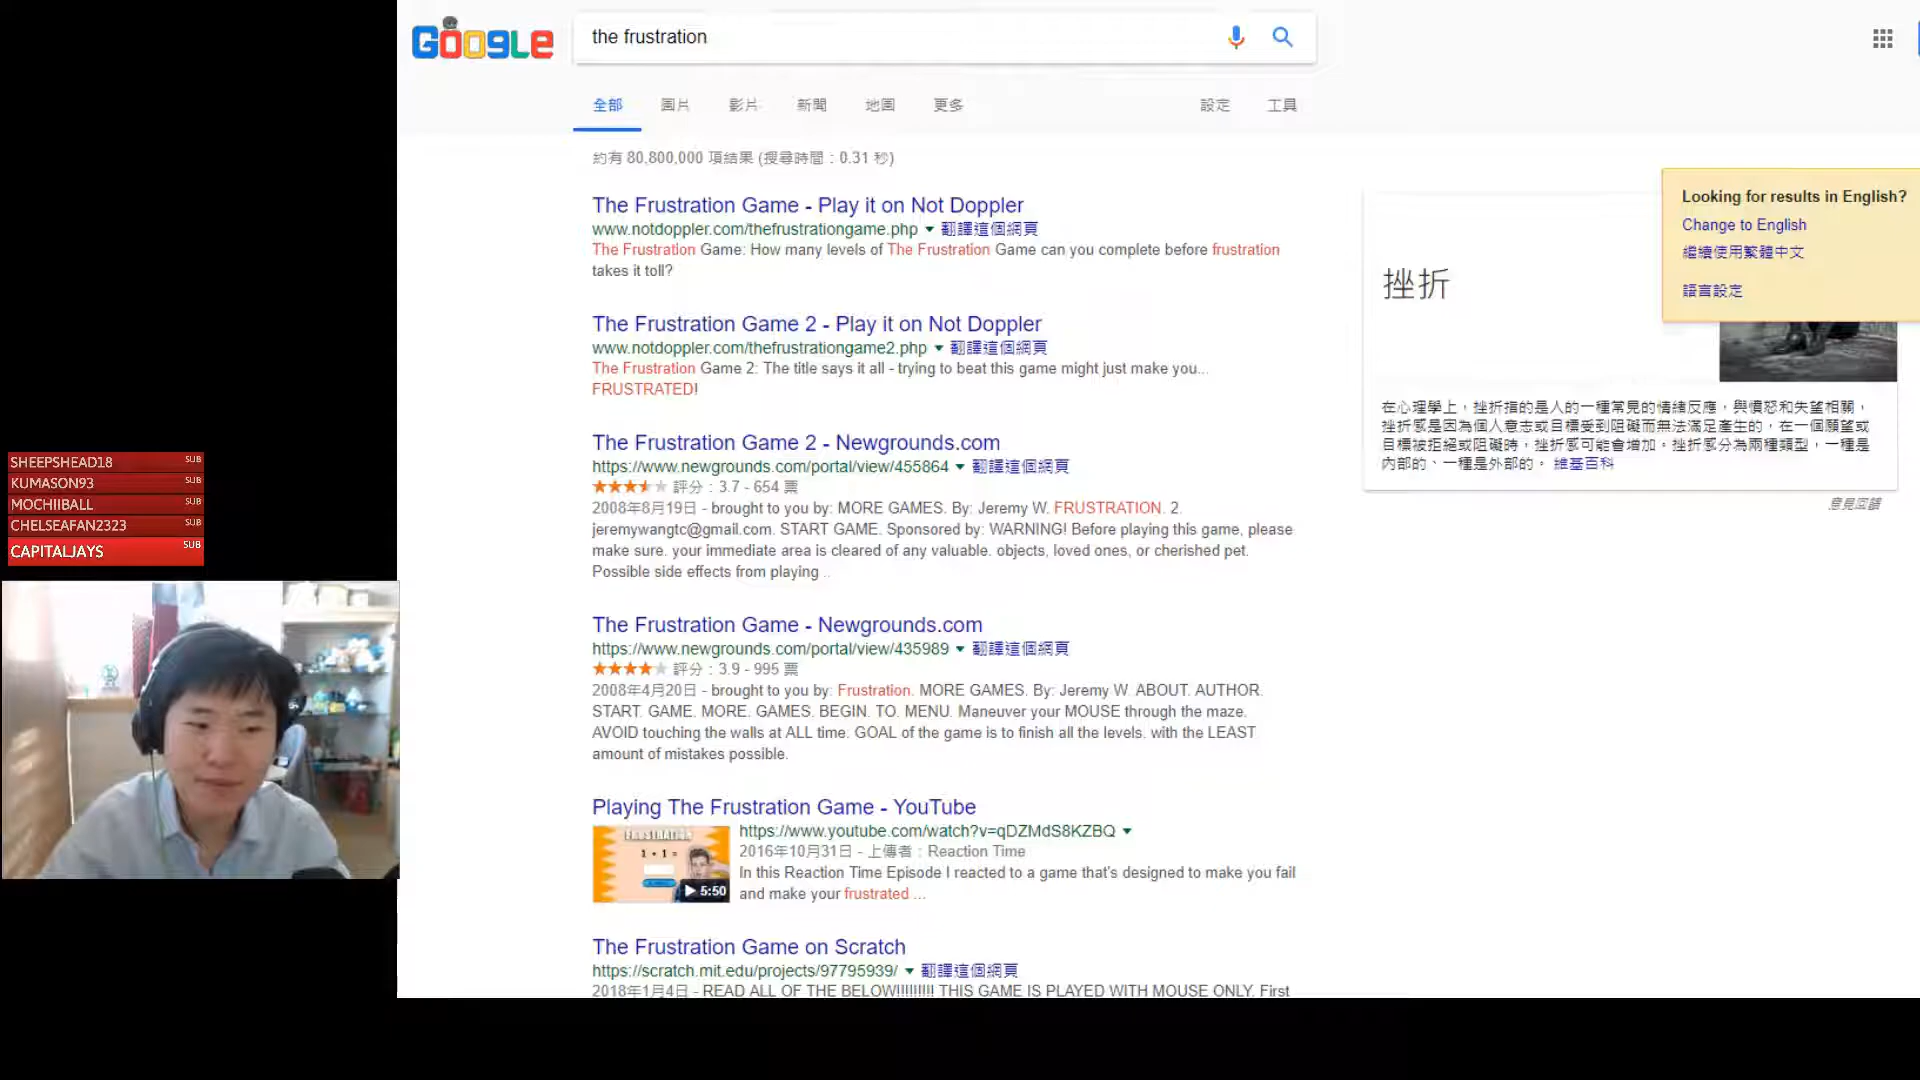 Google
the frustration
全部 圖片 影片 新聞 地圖 更多 設定 工具
約有 80,800,000 項結果 (搜尋時間：0.31 秒)
The Frustration Game - Play it on Not Doppler
www.notdoppler.com/thefrustrationgame.php ▼ 翻譯這個網頁
The Frustration Game: How many levels of The Frustration Game can you complete before frustration
takes it toll?
The Frustration Game 2 - Play it on Not Doppler
www.notdoppler.com/thefrustrationgame2.php ▼ 翻譯這個網頁
The Frustration Game 2: The title says it all - trying to beat this game might just make you...
FRUSTRATED!
The Frustration Game 2 - Newgrounds.com
https://www.newgrounds.com/portal/view/455864 ▼ 翻譯這個網頁
★★★★★ 評分：3.7 - 654 票
2008年8月19日 - brought to you by: MORE GAMES. By: Jeremy W. FRUSTRATION. 2.
jeremywangtc@gmail.com. START GAME. Sponsored by: WARNING! Before playing this game, please
make sure. your immediate area is cleared of any valuable. objects, loved ones, or cherished pet.
Possible side effects from playing ..
The Frustration Game - Newgrounds.com
https://www.newgrounds.com/portal/view/435989 ▼ 翻譯這個網頁
★★★★★ 評分：3.9 - 995 票
2008年4月20日 - brought to you by: Frustration. MORE GAMES. By: Jeremy W. ABOUT. AUTHOR.
START. GAME. MORE. GAMES. BEGIN. TO. MENU. Maneuver your MOUSE through the maze.
AVOID touching the walls at ALL time. GOAL of the game is to finish all the levels. with the LEAST
amount of mistakes possible.
Playing The Frustration Game - YouTube
FRUSTRATION
1 + 1 =
5:50
https://www.youtube.com/watch?v=qDZMdS8KZBQ ▼
2016年10月31日 - 上傳者：Reaction Time
In this Reaction Time Episode I reacted to a game that's designed to make you fail
and make your frustrated ...
The Frustration Game on Scratch
https://scratch.mit.edu/projects/97795939/ ▼ 翻譯這個網頁
2018年1月4日 - READ ALL OF THE BELOW!!!!!!!!! THIS GAME IS PLAYED WITH MOUSE ONLY. First
Looking for results in English?
Change to English
繼續使用繁體中文
語言設定
挫折
在心理學上，挫折指的是人的一種常見的情緒反應，與憤怒和失望相關，
挫折感是因為個人意志或目標受到阻礙而無法滿足產生的，在一個願望或
目標被拒絕或阻礙時，挫折感可能會增加。挫折感分為兩種類型，一種是
內部的、一種是外部的。 維基百科
意見回饋
SHEEPSHEAD18 SUB
KUMASON93 SUB
MOCHIIBALL SUB
CHELSEAFAN2323 SUB
CAPITALJAYS SUB